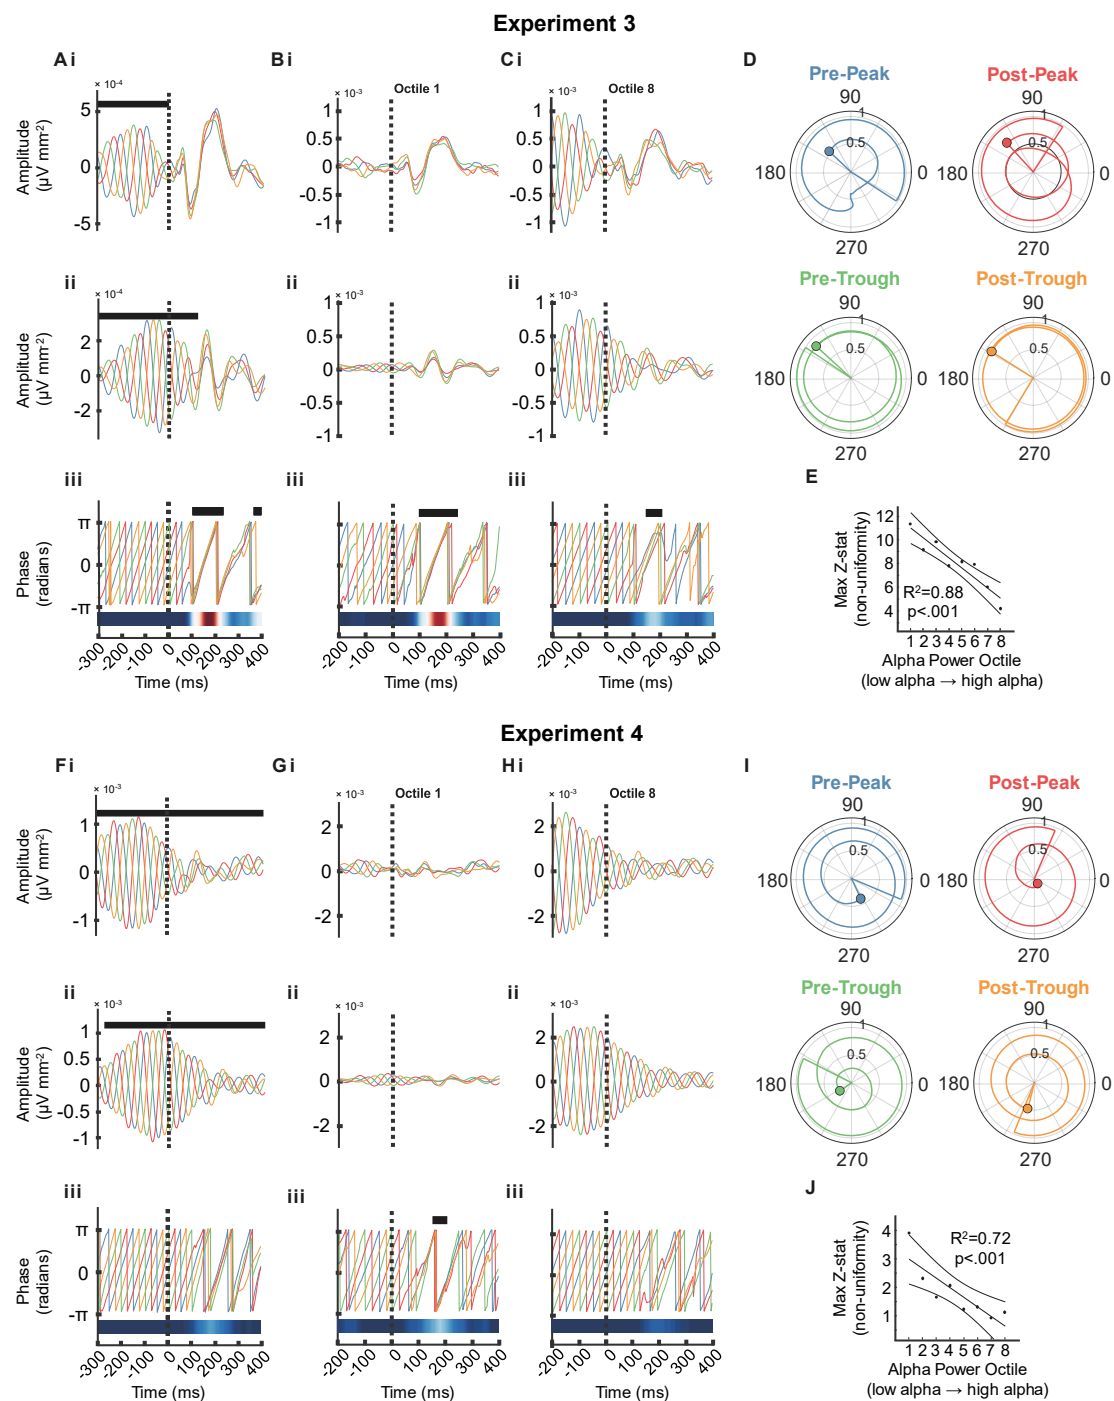 Experiment 3
A i
B i
C i
D
× 10⁻⁴
5
0
-5
Amplitude
(µV mm⁻²)
× 10⁻³
Octile 1
1
0.5
0
-0.5
-1
× 10⁻³
Octile 8
1
0.5
0
-0.5
-1
Pre-Peak
90
1
0.5
180
0
270
Post-Peak
90
1
0.5
180
0
270
ii
ii
ii
× 10⁻⁴
2
0
-2
Amplitude
(µV mm⁻²)
× 10⁻³
1
0.5
0
-0.5
-1
× 10⁻³
1
0.5
0
-0.5
-1
Pre-Trough
90
1
0.5
180
0
270
Post-Trough
90
1
0.5
180
0
270
iii
iii
iii
π
0
-π
Phase
(radians)
-300 -200 -100 0 100 200 300 400
Time (ms)
-200 -100 0 100 200 300 400
Time (ms)
-200 -100 0 100 200 300 400
Time (ms)
E
12
10
8
6
4
Max Z-stat
(non-uniformity)
R²=0.88
p<.001
1 2 3 4 5 6 7 8
Alpha Power Octile
(low alpha → high alpha)
Experiment 4
F i
G i
H i
I
× 10⁻³
1
0
-1
Amplitude
(µV mm⁻²)
× 10⁻³
Octile 1
2
0
-2
× 10⁻³
Octile 8
2
0
-2
Pre-Peak
90
1
0.5
180
0
270
Post-Peak
90
1
0.5
180
0
270
ii
ii
ii
× 10⁻³
1
0.5
0
-0.5
-1
Amplitude
(µV mm⁻²)
× 10⁻³
2
0
-2
× 10⁻³
2
0
-2
Pre-Trough
90
1
0.5
180
0
270
Post-Trough
90
1
0.5
180
0
270
iii
iii
iii
π
0
-π
Phase
(radians)
-300 -200 -100 0 100 200 300 400
Time (ms)
-200 -100 0 100 200 300 400
Time (ms)
-200 -100 0 100 200 300 400
Time (ms)
J
4
3
2
1
Max Z-stat
(non-uniformity)
R²=0.72
p<.001
1 2 3 4 5 6 7 8
Alpha Power Octile
(low alpha → high alpha)